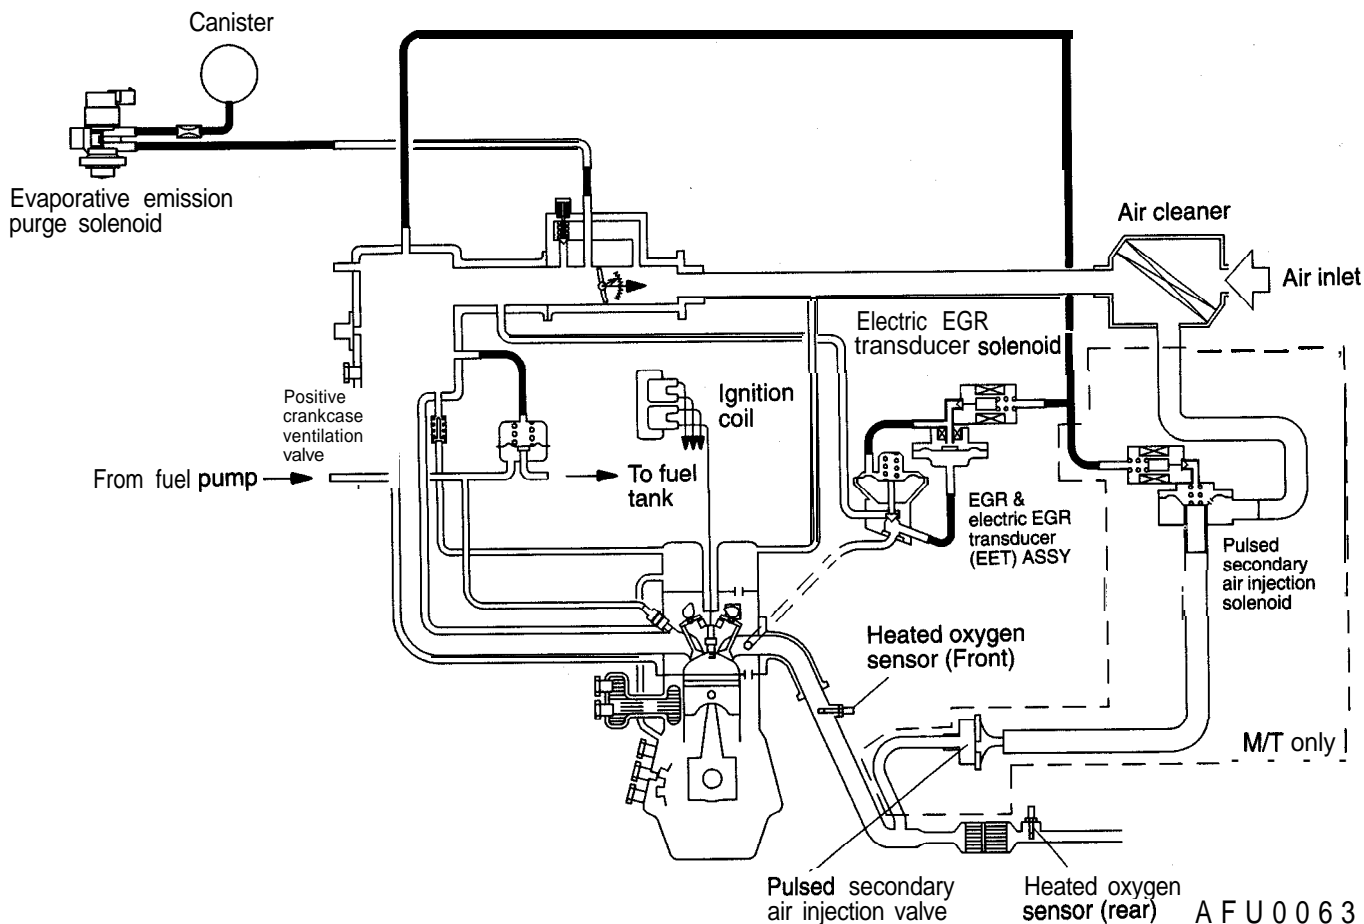 Canister
Evaporative emission
purge solenoid
Air cleaner
Air inlet
Electric EGR
transducer solenoid
Positive
crankcase
ventilation
valve
Ignition
coil
From fuel pump
To fuel
tank
EGR &
electric EGR
transducer
(EET) ASSY
Pulsed
secondary
air injection
solenoid
Heated oxygen
sensor (Front)
M/T only
Pulsed secondary
air injection valve
Heated oxygen
sensor (rear)
AFU0063